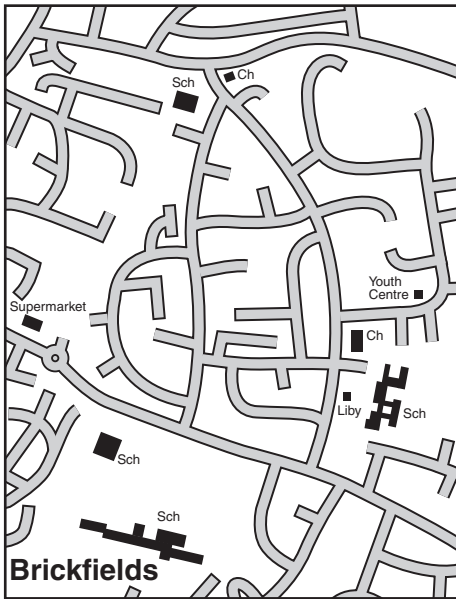 Ch
Sch
Youth
Centre
Supermarket
Ch
Liby
Sch
Sch
Sch
Brickfields